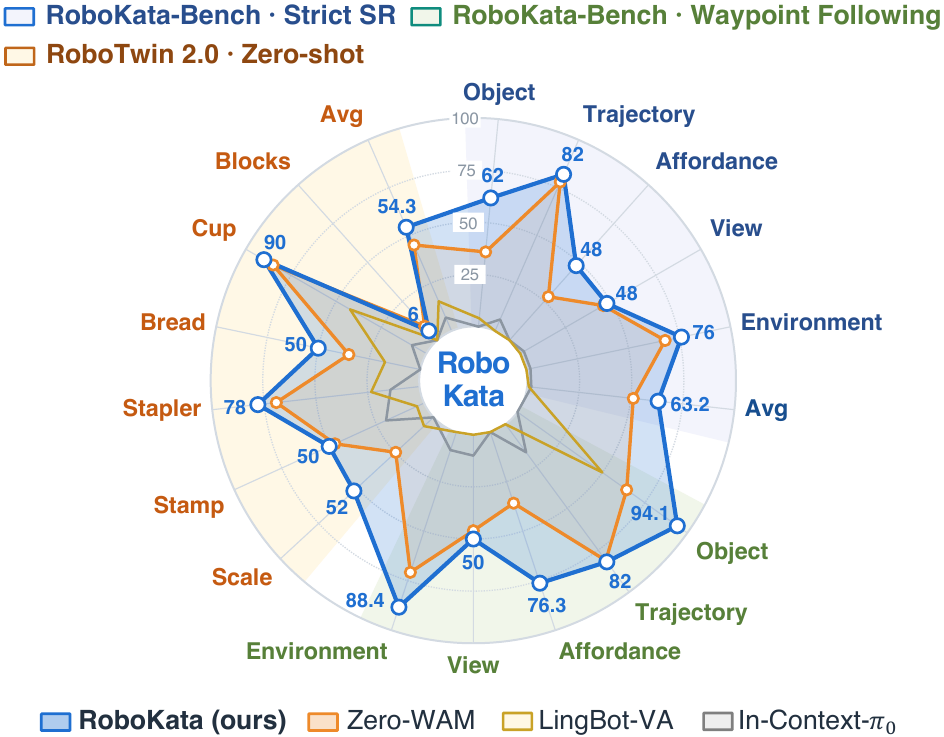 RoboKata-Bench · Strict SR RoboKata-Bench · Waypoint Following
RoboTwin 2.0 · Zero-shot
Object
Trajectory
Affordance
View
Environment
Avg
Object
Trajectory
Affordance
View
Environment
Scale
Stamp
Stapler
Bread
Cup
Blocks
Avg
100
75
50
25
62
82
48
48
76
63.2
94.1
82
76.3
50
88.4
52
50
78
50
90
6
54.3
Robo
Kata
RoboKata (ours) Zero-WAM LingBot-VA In-Context-π₀